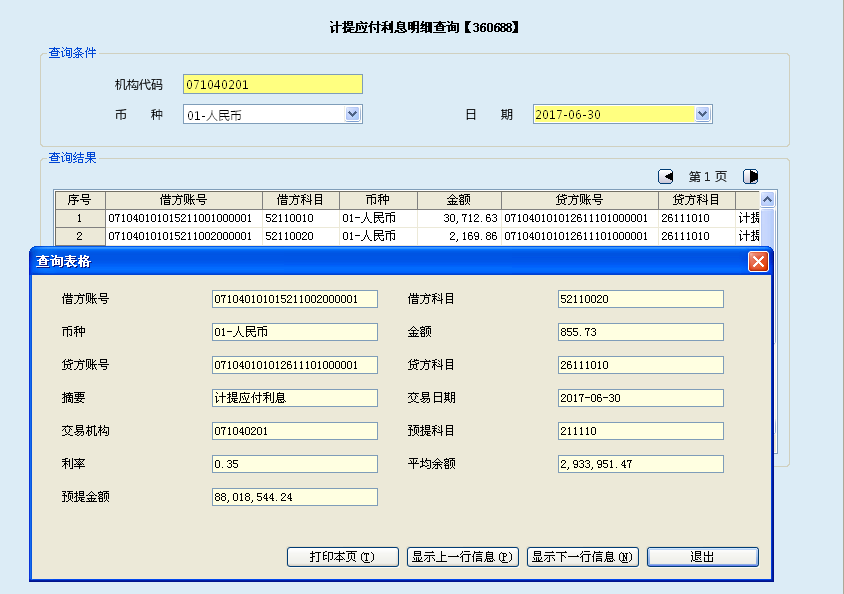 计提应付利息明细查询【360688】
查询条件
机构代码 071040201
币 种 01-人民币 日 期 2017-06-30
查询结果
第 1 页
序号 借方账号 借方科目 币种 金额 贷方账号 贷方科目
1 071040101015211001000001 52110010 01-人民币 30,712.63 071040101012611101000001 26111010 计提
2 071040101015211002000001 52110020 01-人民币 2,169.86 071040101012611101000001 26111010 计提
查询表格
借方账号 071040101015211002000001 借方科目 52110020
币种 01-人民币 金额 855.73
贷方账号 071040101012611101000001 贷方科目 26111010
摘要 计提应付利息 交易日期 2017-06-30
交易机构 071040201 预提科目 211110
利率 0.35 平均余额 2,933,951.47
预提金额 88,018,544.24
打印本页(T) 显示上一行信息(P) 显示下一行信息(N) 退出